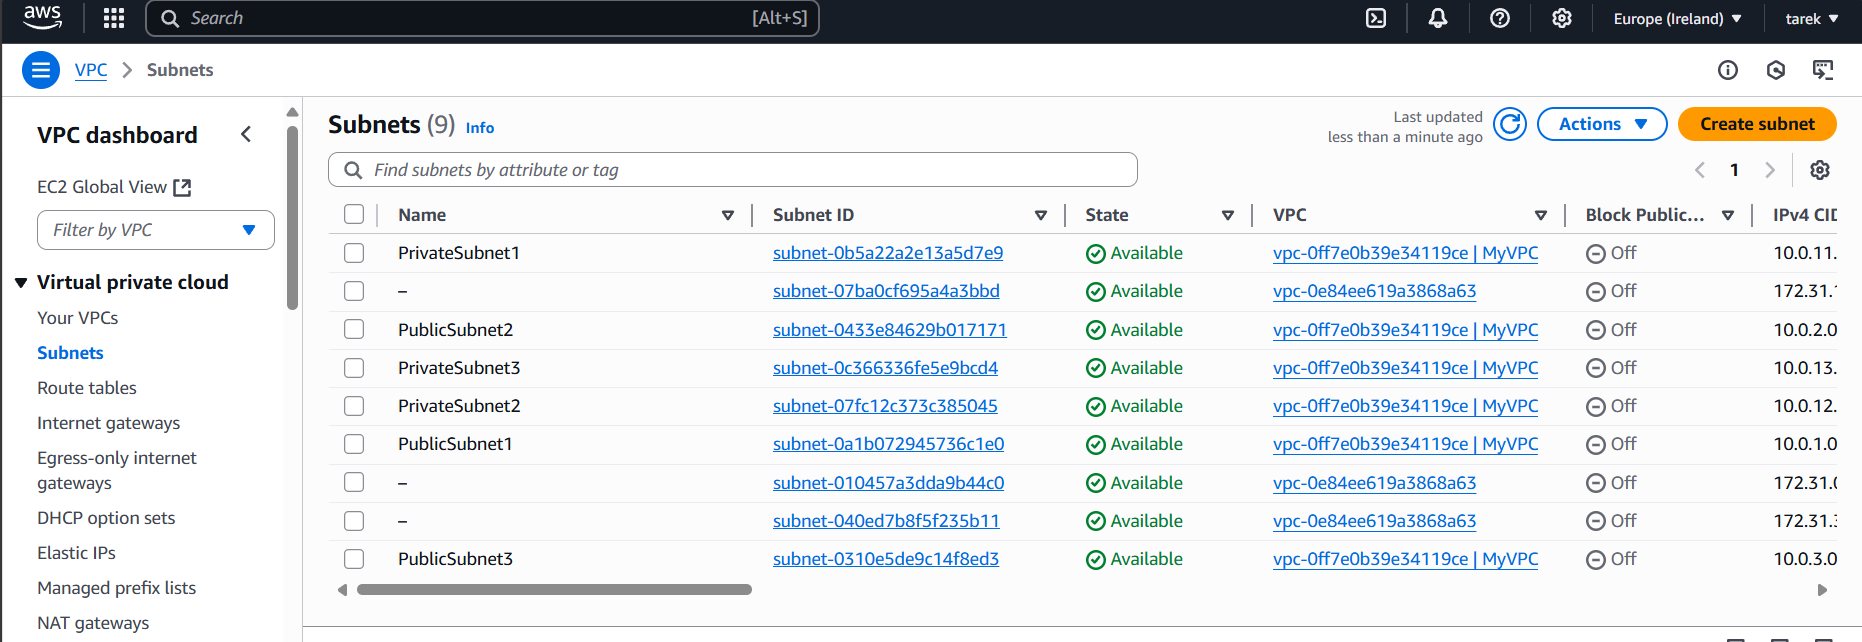 aws
Search [Alt+S] Europe (Ireland) tarek
VPC Subnets
VPC dashboard
EC2 Global View
Filter by VPC
Virtual private cloud
Your VPCs
Subnets
Route tables
Internet gateways
Egress-only internet
gateways
DHCP option sets
Elastic IPs
Managed prefix lists
NAT gateways
Subnets (9) Info
Last updated
less than a minute ago
Actions
Create subnet
Find subnets by attribute or tag
1
Name Subnet ID State VPC Block Public... IPv4 CID
PrivateSubnet1 subnet-0b5a22a2e13a5d7e9 Available vpc-0ff7e0b39e34119ce | MyVPC Off 10.0.11.
– subnet-07ba0cf695a4a3bbd Available vpc-0e84ee619a3868a63 Off 172.31.1
PublicSubnet2 subnet-0433e84629b017171 Available vpc-0ff7e0b39e34119ce | MyVPC Off 10.0.2.0
PrivateSubnet3 subnet-0c366336fe5e9bcd4 Available vpc-0ff7e0b39e34119ce | MyVPC Off 10.0.13.
PrivateSubnet2 subnet-07fc12c373c385045 Available vpc-0ff7e0b39e34119ce | MyVPC Off 10.0.12.
PublicSubnet1 subnet-0a1b072945736c1e0 Available vpc-0ff7e0b39e34119ce | MyVPC Off 10.0.1.0
– subnet-010457a3dda9b44c0 Available vpc-0e84ee619a3868a63 Off 172.31.0
– subnet-040ed7b8f5f235b11 Available vpc-0e84ee619a3868a63 Off 172.31.3
PublicSubnet3 subnet-0310e5de9c14f8ed3 Available vpc-0ff7e0b39e34119ce | MyVPC Off 10.0.3.0